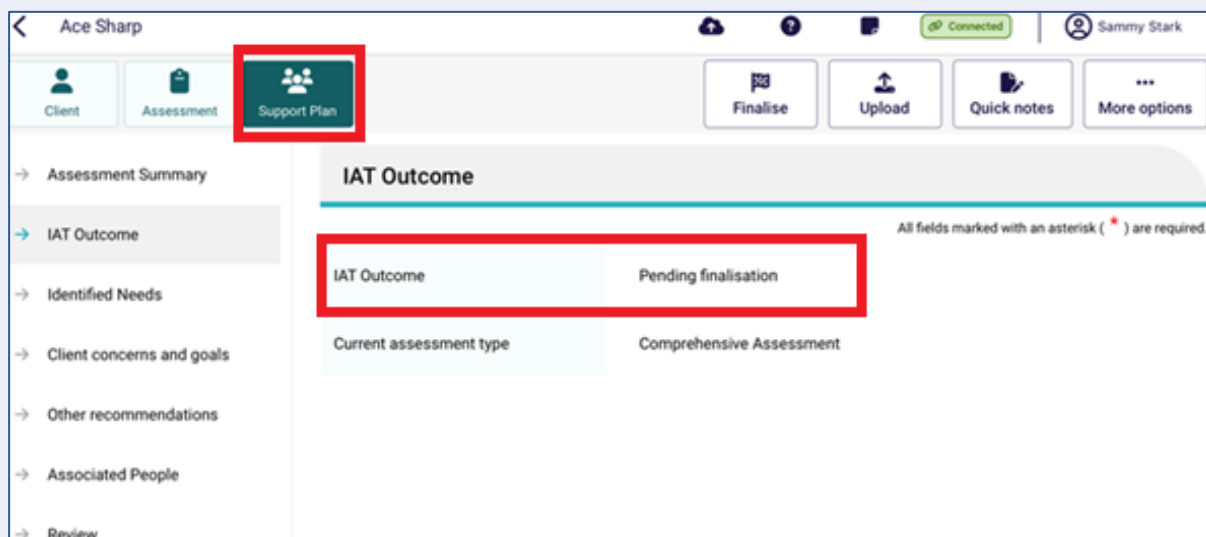 Ace Sharp
Connected
Sammy Stark
Client
Assessment
Support Plan
Finalise
Upload
Quick notes
More options
Assessment Summary
IAT Outcome
Identified Needs
Client concerns and goals
Other recommendations
Associated People
Review
IAT Outcome
All fields marked with an asterisk ( * ) are required.
IAT Outcome Pending finalisation
Current assessment type Comprehensive Assessment